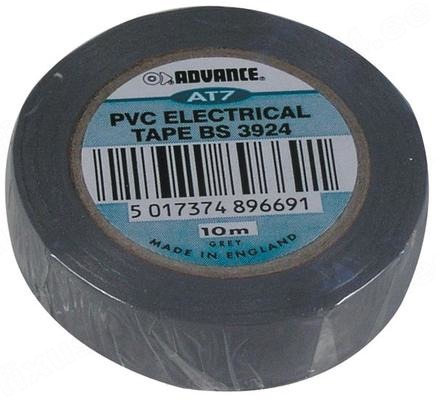 ADVANCE®
AT7
PVC ELECTRICAL
TAPE BS 3924
5 017374 896691
10m
GREY
MADE IN ENGLAND